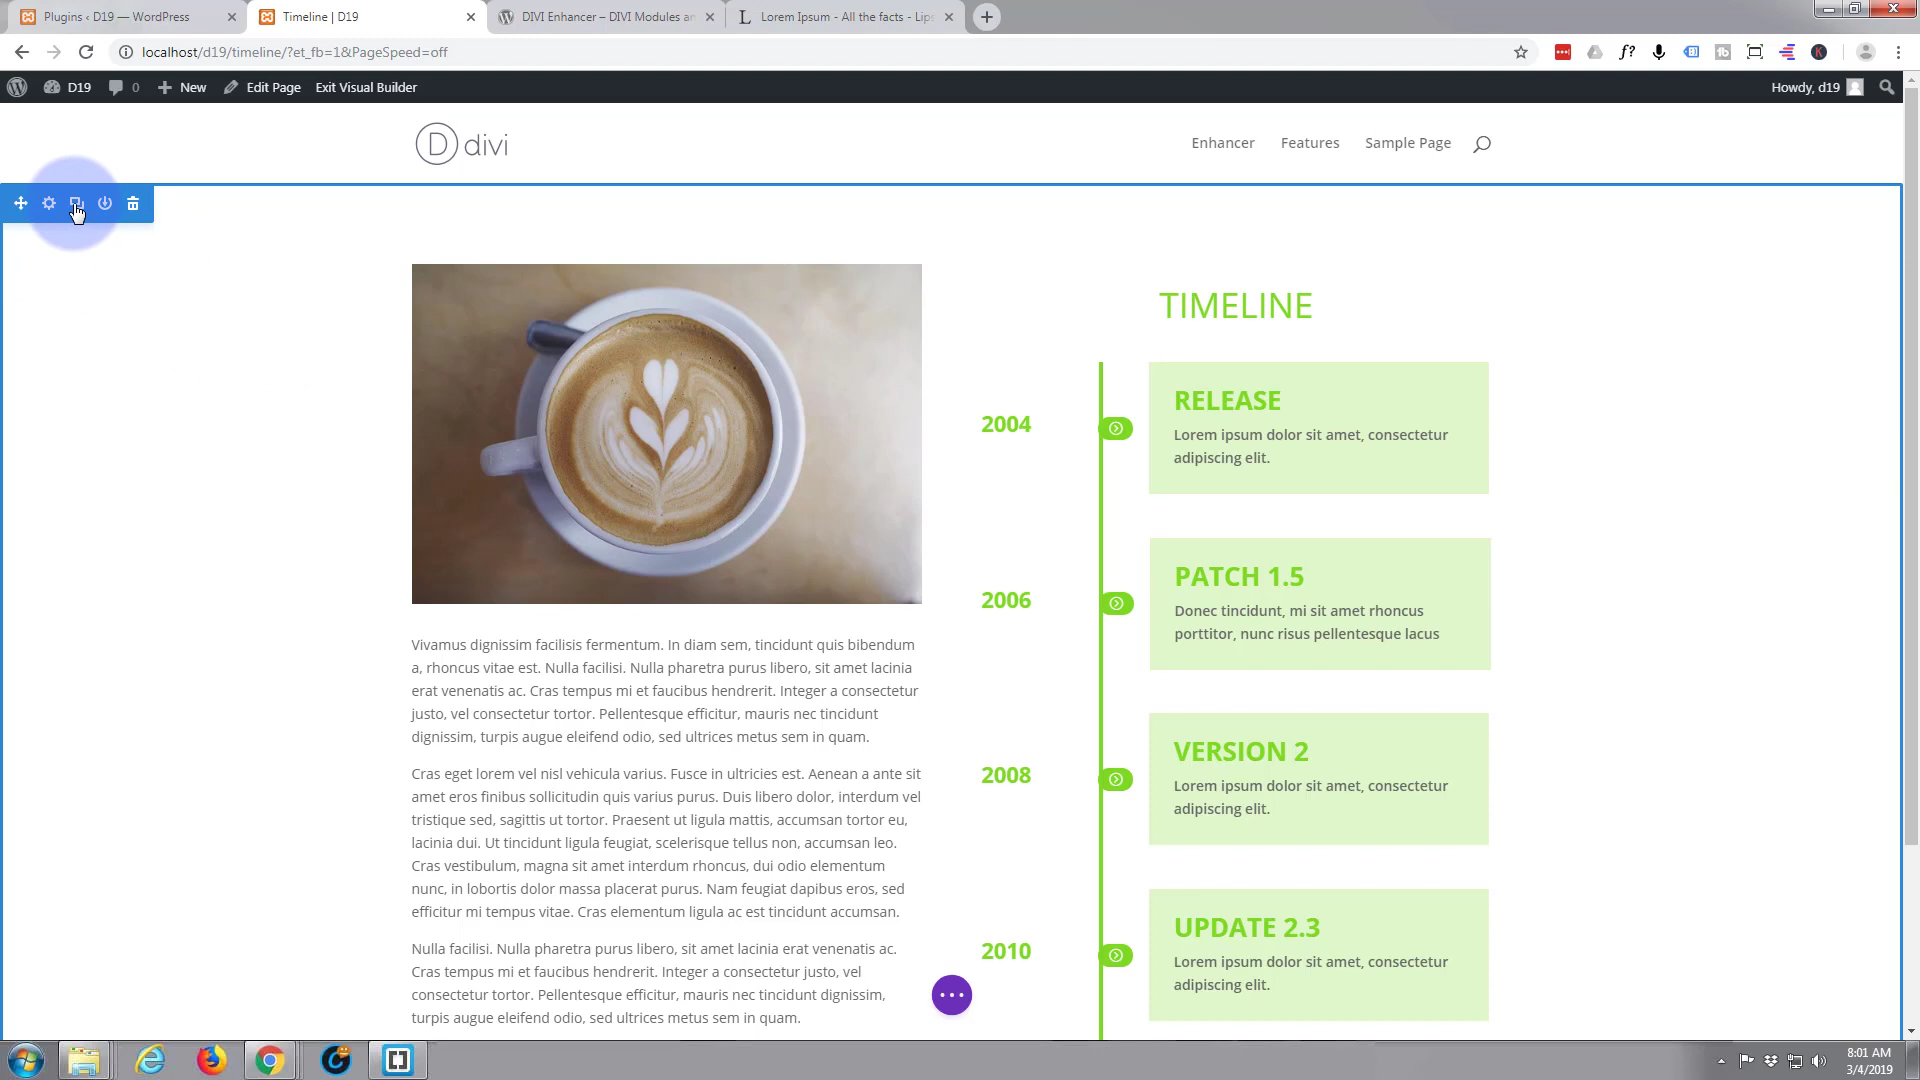 Plugins ‹ D19 — WordPress
Timeline | D19
DIVI Enhancer – DIVI Modules an
Lorem Ipsum - All the facts - Lips
localhost/d19/timeline/?et_fb=1&PageSpeed=off
D19
0
New
Edit Page
Exit Visual Builder
Howdy, d19
D divi
Enhancer
Features
Sample Page
TIMELINE
2004
RELEASE
Lorem ipsum dolor sit amet, consectetur
adipiscing elit.
2006
PATCH 1.5
Donec tincidunt, mi sit amet rhoncus
porttitor, nunc risus pellentesque lacus
2008
VERSION 2
Lorem ipsum dolor sit amet, consectetur
adipiscing elit.
2010
UPDATE 2.3
Lorem ipsum dolor sit amet, consectetur
adipiscing elit.
Vivamus dignissim facilisis fermentum. In diam sem, tincidunt quis bibendum
a, rhoncus vitae est. Nulla facilisi. Nulla pharetra purus libero, sit amet lacinia
erat venenatis ac. Cras tempus mi et faucibus hendrerit. Integer a consectetur
justo, vel consectetur tortor. Pellentesque efficitur, mauris nec tincidunt
dignissim, turpis augue eleifend odio, sed ultrices metus sem in quam.
Cras eget lorem vel nisl vehicula varius. Fusce in ultricies est. Aenean a ante sit
amet eros finibus sollicitudin quis varius purus. Duis libero dolor, interdum vel
tristique sed, sagittis ut tortor. Praesent ut ligula mattis, accumsan tortor eu,
lacinia dui. Ut tincidunt ligula feugiat, scelerisque tellus non, accumsan leo.
Cras vestibulum, magna sit amet interdum rhoncus, dui odio elementum
nunc, in lobortis dolor massa placerat purus. Nam feugiat dapibus eros, sed
efficitur mi tempus vitae. Cras elementum ligula ac est tincidunt accumsan.
Nulla facilisi. Nulla pharetra purus libero, sit amet lacinia erat venenatis ac.
Cras tempus mi et faucibus hendrerit. Integer a consectetur justo, vel
consectetur tortor. Pellentesque efficitur, mauris nec tincidunt dignissim,
turpis augue eleifend odio, sed ultrices metus sem in quam.
8:01 AM
3/4/2019